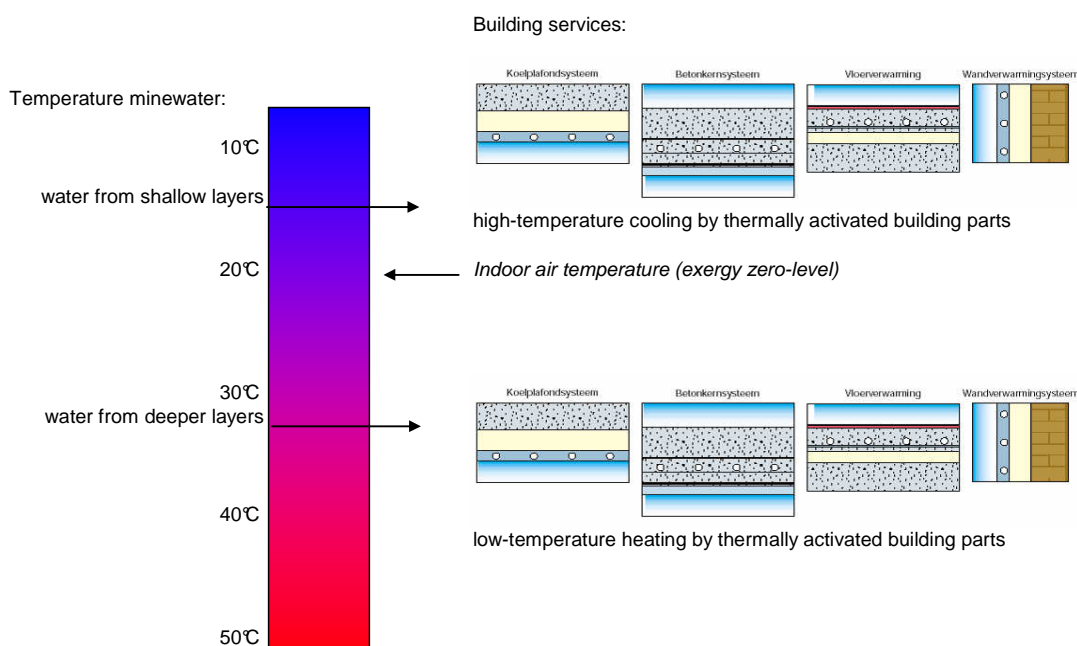 Building services:
Koelplafondsysteem
Betonkernsysteem
Vloerverwarming
Wandverwarmingsysteem
Temperature minewater:
10°C
water from shallow layers
high-temperature cooling by thermally activated building parts
20°C
Indoor air temperature (exergy zero-level)
30°C
Koelplafondsysteem
Betonkernsysteem
Vloerverwarming
Wandverwarmingsysteem
water from deeper layers
40°C
low-temperature heating by thermally activated building parts
50°C